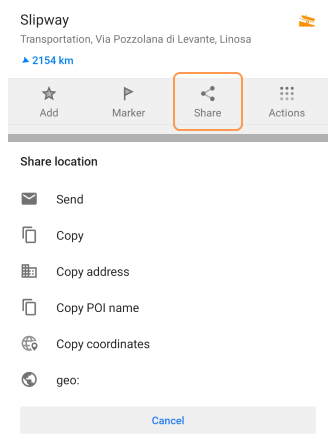 Slipway
Transportation, Via Pozzolana di Levante, Linosa
2154 km
Add
Marker
Share
Actions
Share location
Send
Copy
Copy address
Copy POI name
Copy coordinates
geo:
Cancel